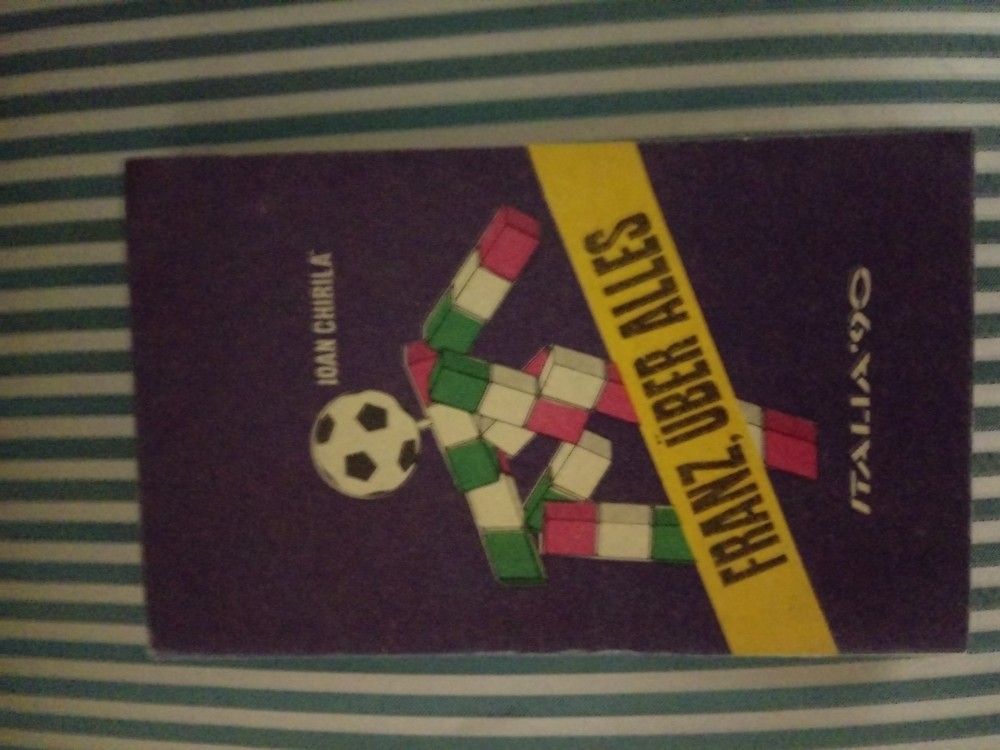 IOAN CHIRILĂ
FRANZ, ÜBER ALLES
ITALIA'90